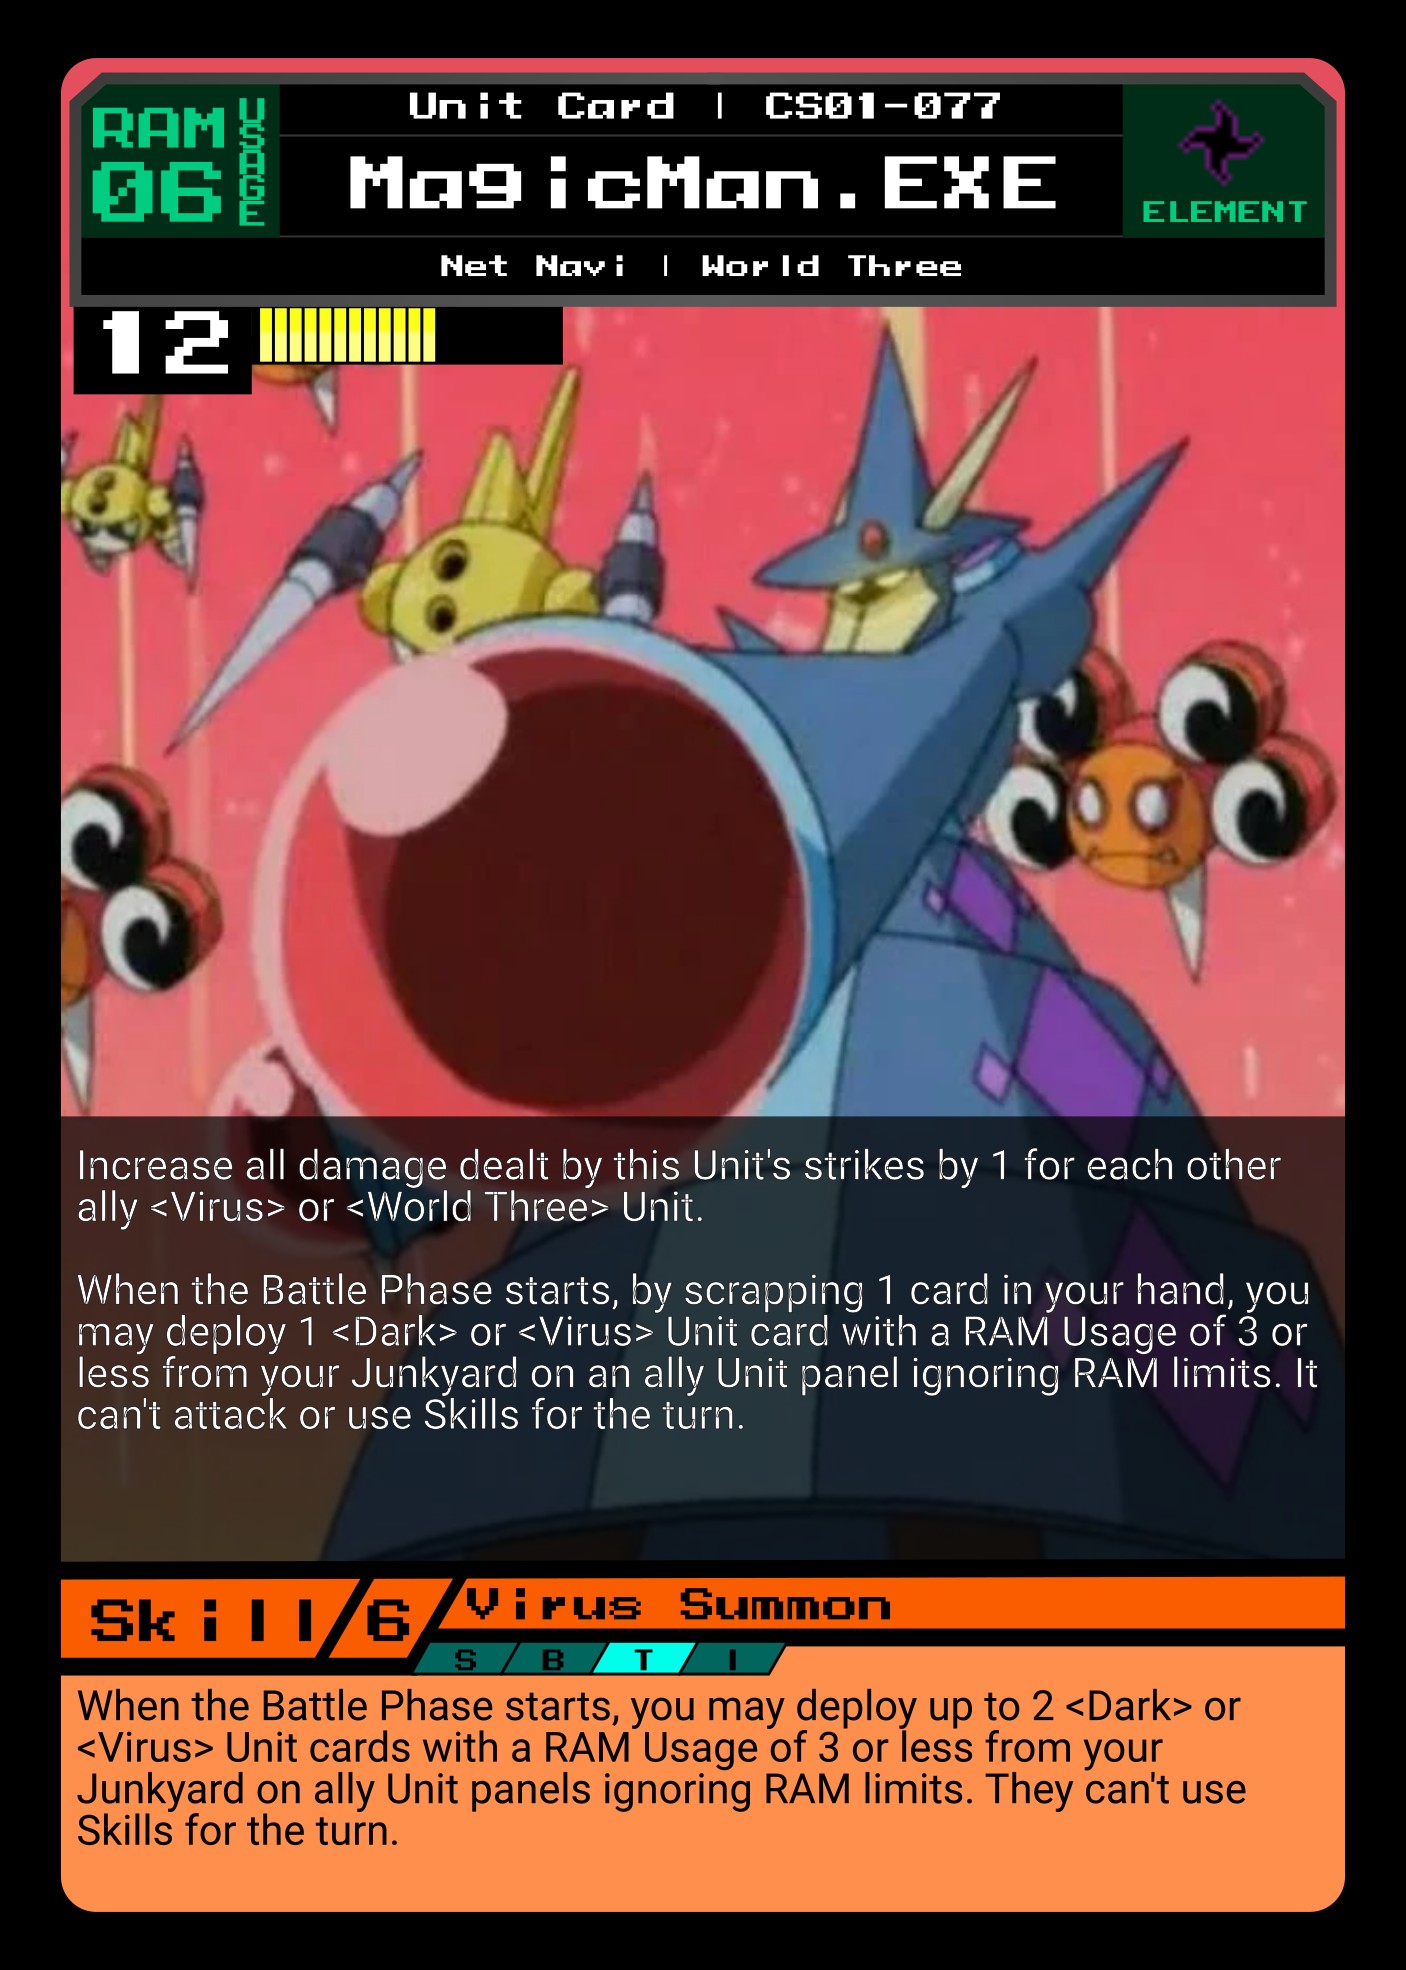 Unit Card | CS01-077
RAM
USAGE
06
MagicMan.EXE
ELEMENT
Net Navi | World Three
12
Increase all damage dealt by this Unit's strikes by 1 for each other
ally <Virus> or <World Three> Unit.
When the Battle Phase starts, by scrapping 1 card in your hand, you
may deploy 1 <Dark> or <Virus> Unit card with a RAM Usage of 3 or
less from your Junkyard on an ally Unit panel ignoring RAM limits. It
can't attack or use Skills for the turn.
Skill/6 Virus Summon
S B T I
When the Battle Phase starts, you may deploy up to 2 <Dark> or
<Virus> Unit cards with a RAM Usage of 3 or less from your
Junkyard on ally Unit panels ignoring RAM limits. They can't use
Skills for the turn.